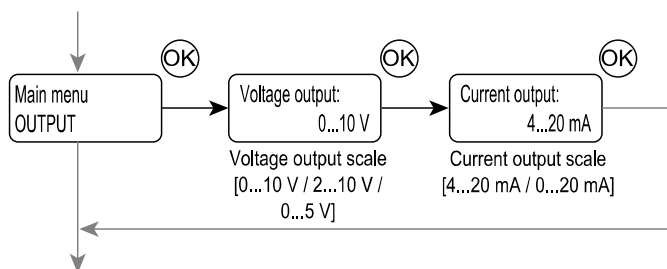 OK
OK
OK
Main menu
OUTPUT
Voltage output:
0...10 V
Current output:
4...20 mA
Voltage output scale
[0...10 V / 2...10 V /
0...5 V]
Current output scale
[4...20 mA / 0...20 mA]